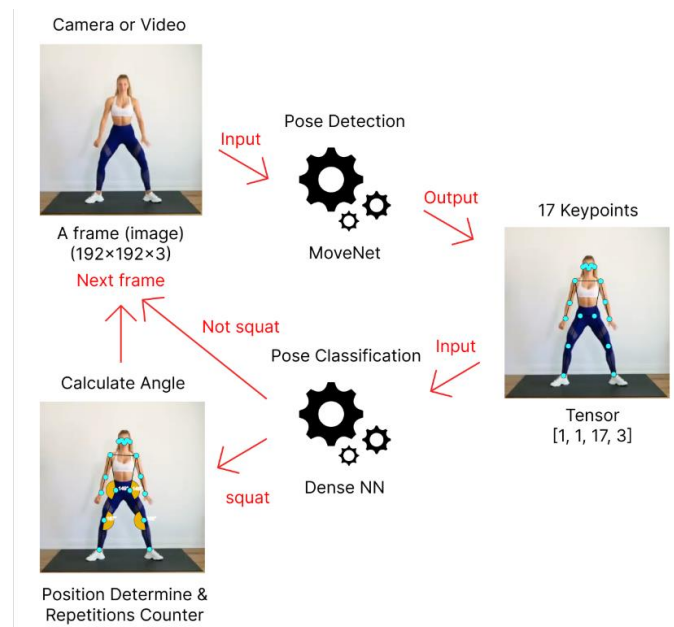 Camera or Video
Input
Pose Detection
MoveNet
Output
17 Keypoints
A frame (image)
(192×192×3)
Next frame
Not squat
Pose Classification
Input
Tensor
[1, 1, 17, 3]
Calculate Angle
squat
Dense NN
Position Determine &
Repetitions Counter